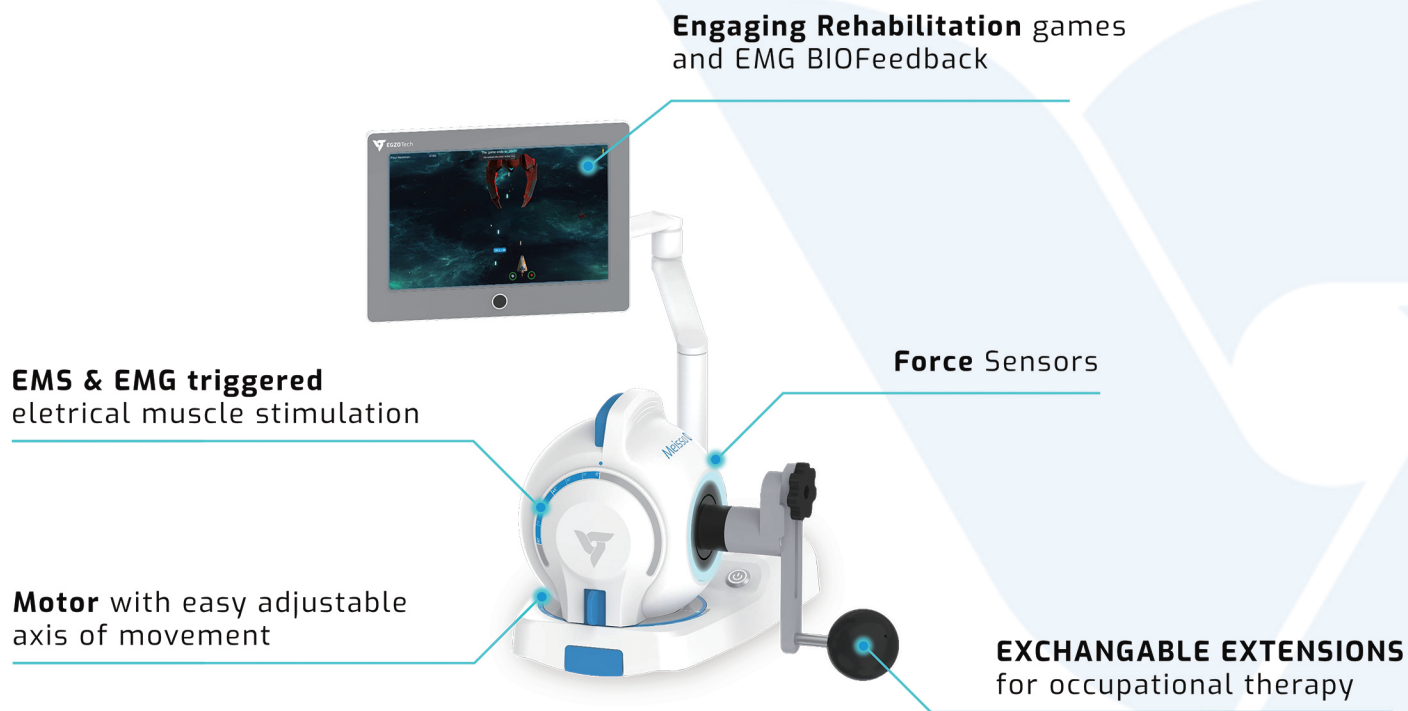 Engaging Rehabilitation games
and EMG BIOFeedback
EGZOTech
EMS & EMG triggered
eletrical muscle stimulation
Force Sensors
Meissa
Motor with easy adjustable
axis of movement
EXCHANGABLE EXTENSIONS
for occupational therapy